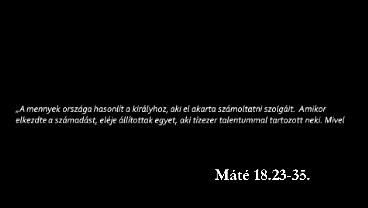 „A mennyek országa hasonlít a királyhoz, aki el akarta számoltatni szolgáit.  Amikor
elkezdte a számadást, eléje állítottak egyet, aki tízezer talentummal tartozott neki. Mivel
Máté 18.23-35.